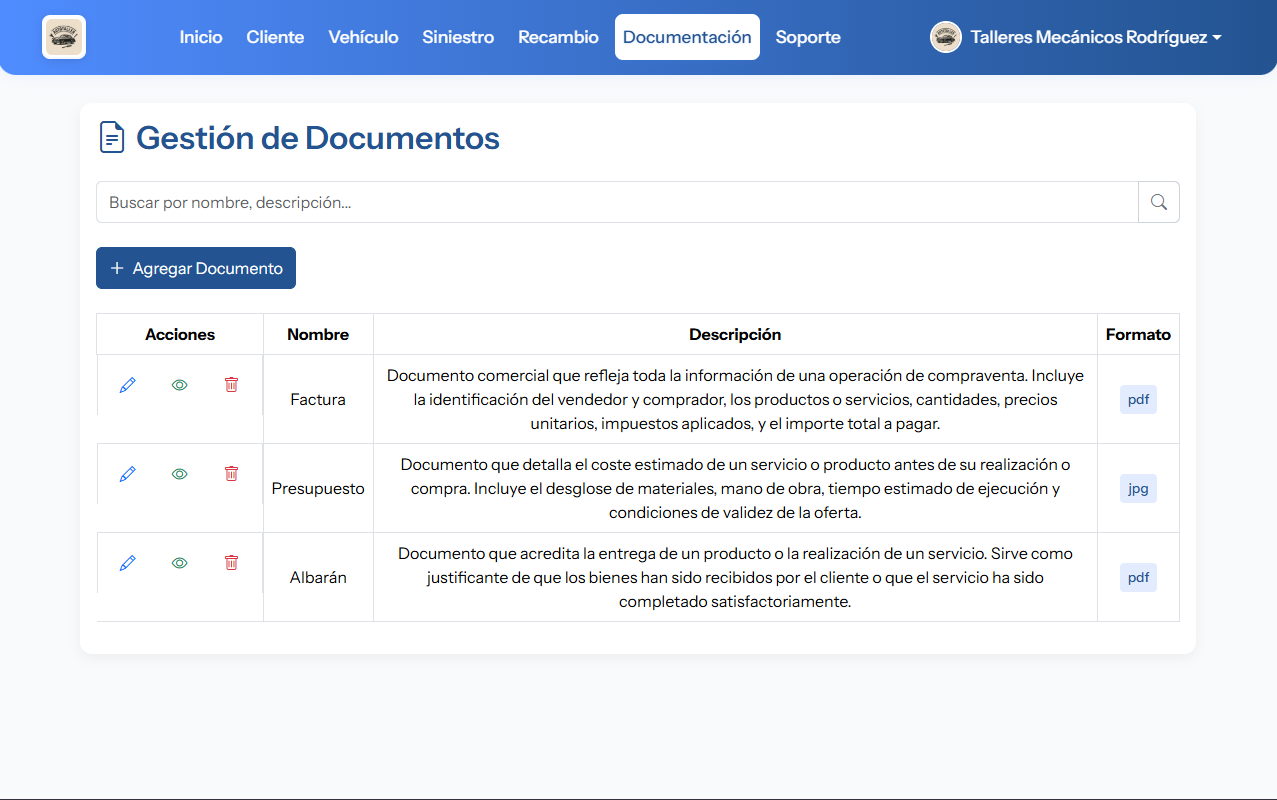 Inicio Cliente Vehículo Siniestro Recambio Documentación Soporte Talleres Mecánicos Rodríguez
Gestión de Documentos
Buscar por nombre, descripción...
Agregar Documento
Acciones Nombre Descripción Formato
Factura
Documento comercial que refleja toda la información de una operación de compraventa. Incluye
la identificación del vendedor y comprador, los productos o servicios, cantidades, precios
unitarios, impuestos aplicados, y el importe total a pagar.
pdf
Presupuesto
Documento que detalla el coste estimado de un servicio o producto antes de su realización o
compra. Incluye el desglose de materiales, mano de obra, tiempo estimado de ejecución y
condiciones de validez de la oferta.
jpg
Albarán
Documento que acredita la entrega de un producto o la realización de un servicio. Sirve como
justificante de que los bienes han sido recibidos por el cliente o que el servicio ha sido
completado satisfactoriamente.
pdf